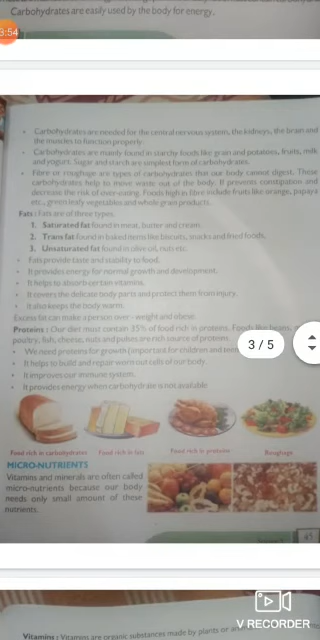 Carbohydrates are easily used by the body for energy.
3:54
Carbohydrates are needed for the central nervous system, the kidneys, the brain and
the muscles to function properly.
Carbohydrates are mainly found in starchy foods like grain and potatoes, fruits, milk
and yogurt. Sugar and starch are simplest form of carbohydrates.
Fibre or roughage are types of carbohydrates that our body cannot digest. These
carbohydrates help to move waste out of the body. It prevents constipation and
decrease the risk of over-eating. Foods high in fibre include fruits like orange, papaya
etc., green leafy vegetables and whole grain products.
Fats : Fats are of three types.
1. Saturated fat found in meat, butter and cream.
2. Trans fat found in baked items like biscuits, snacks and fried foods.
3. Unsaturated fat found in olive oil, nuts etc.
Fats provide taste and stability to food.
It provides energy for normal growth and development.
It helps to absorb certain vitamins.
It covers the delicate body parts and protect them from injury.
It also keeps the body warm.
Excess fat can make a person over-weight and obese.
Proteins : Our diet must contain 35% of food rich in proteins. Foods like beans,
poultry, fish, cheese, nuts and pulses are rich source of proteins.
3 / 5
We need proteins for growth (important for children and
It helps to build and repair worn out cells of our body.
It improves our immune system.
It provides energy when carbohydrate is not available
Food rich in carbohydrates Food rich in fats Food rich in proteins Roughage
MICRO-NUTRIENTS
Vitamins and minerals are often called
micro-nutrients because our body
needs only small amount of these
nutrients.
45
V RECORDER
Vitamins : Vitamins are organic substances made by plants or